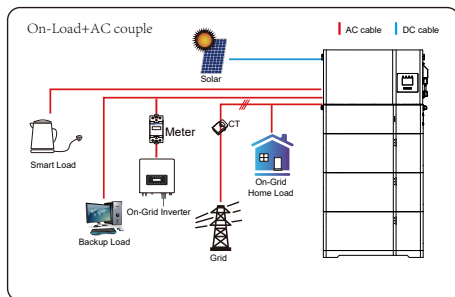 On-Load+AC couple
AC cable
DC cable
Solar
Meter
CT
Smart Load
On-Grid Inverter
On-Grid
Home Load
Backup Load
Grid